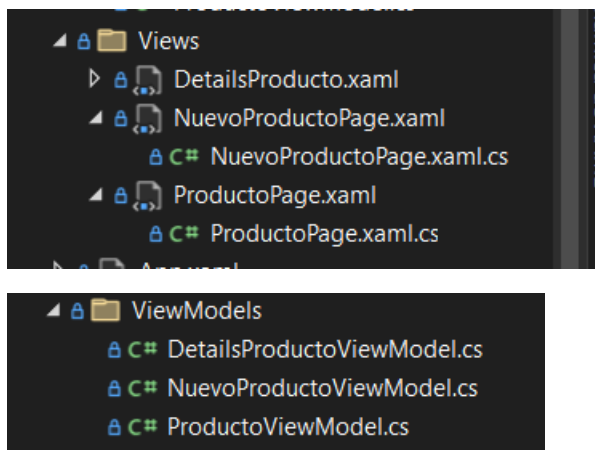 Views
DetailsProducto.xaml
NuevoProductoPage.xaml
C# NuevoProductoPage.xaml.cs
ProductoPage.xaml
C# ProductoPage.xaml.cs
ViewModels
C# DetailsProductoViewModel.cs
C# NuevoProductoViewModel.cs
C# ProductoViewModel.cs